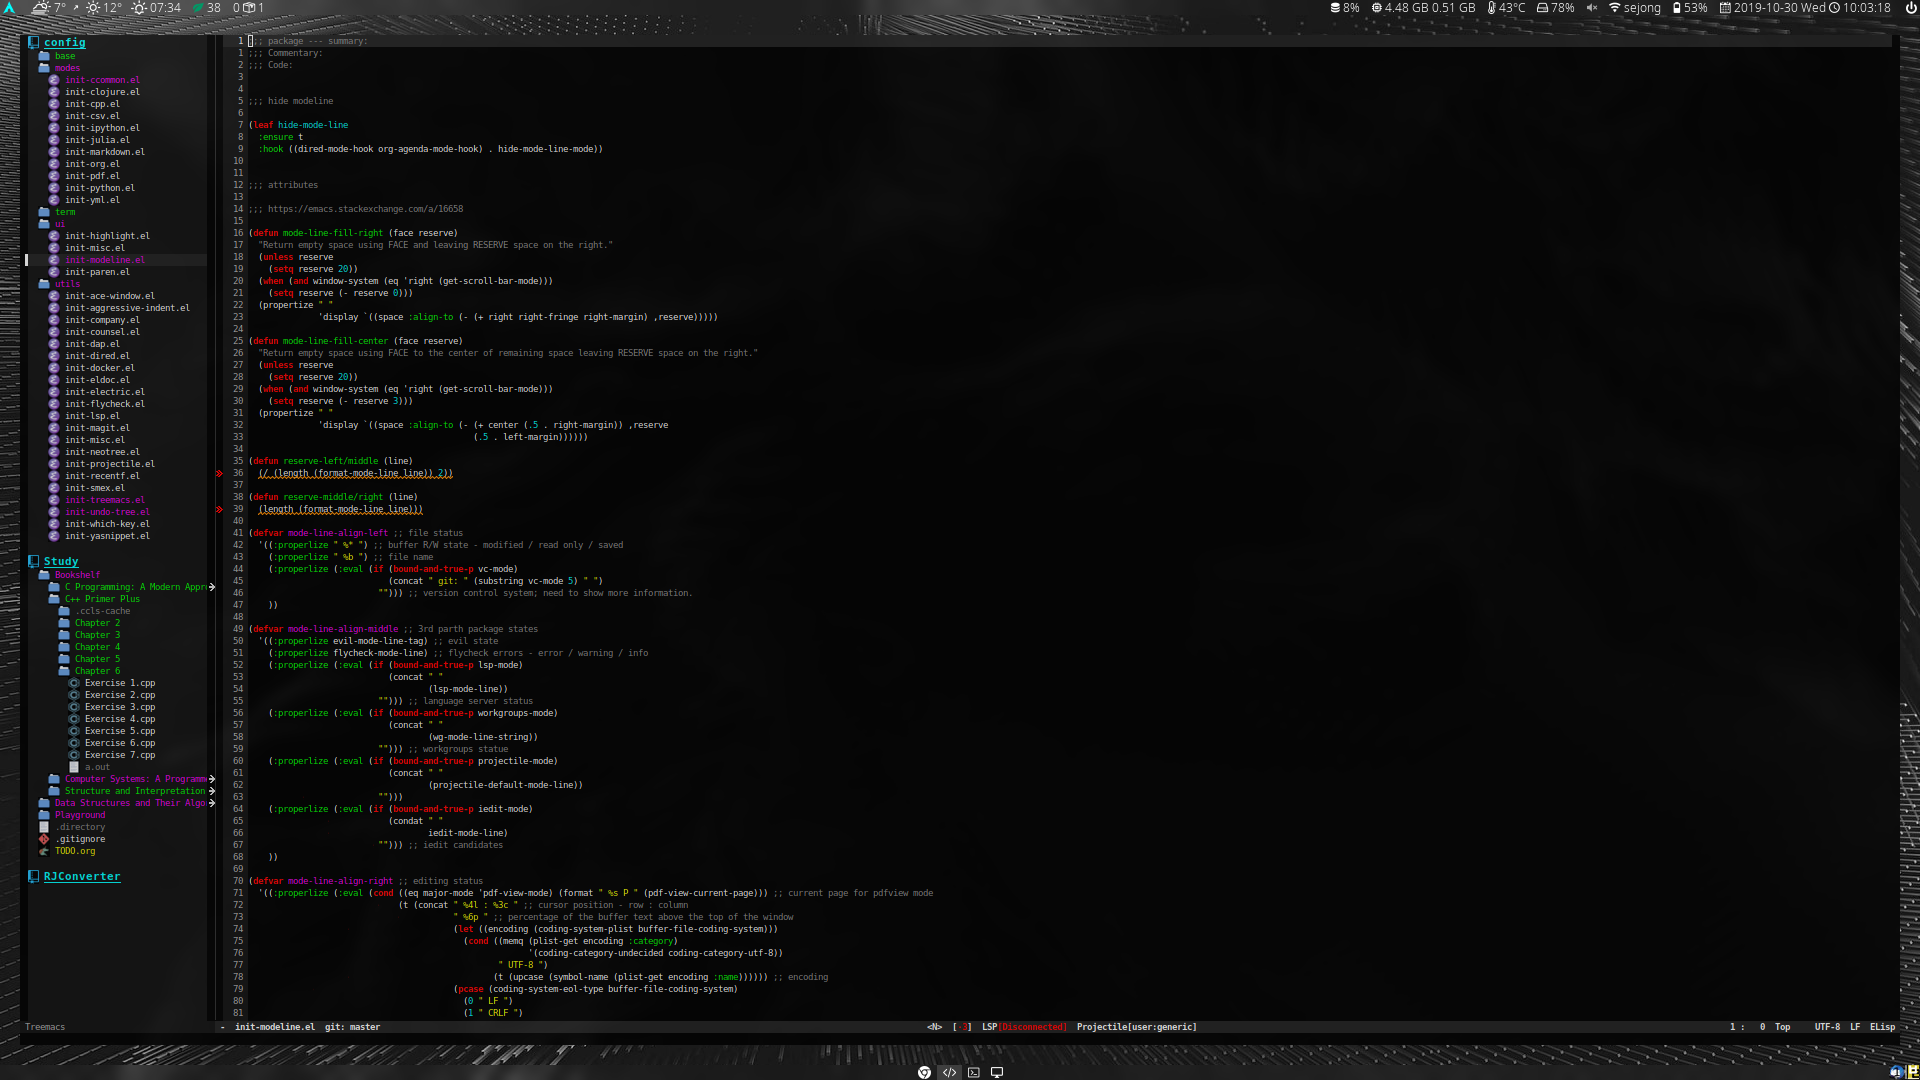 7° 12° 07:34 38 0 1
8% 4.48 GB 0.51 GB 43°C 78% sejong 53% 2019-10-30 Wed 10:03:18
config
base
modes
init-ccommon.el
init-clojure.el
init-cpp.el
init-csv.el
init-ipython.el
init-julia.el
init-markdown.el
init-org.el
init-pdf.el
init-python.el
init-yml.el
term
ui
init-highlight.el
init-misc.el
init-modeline.el
init-paren.el
utils
init-ace-window.el
init-aggressive-indent.el
init-company.el
init-counsel.el
init-dap.el
init-dired.el
init-docker.el
init-eldoc.el
init-electric.el
init-flycheck.el
init-lsp.el
init-magit.el
init-misc.el
init-neotree.el
init-projectile.el
init-recentf.el
init-smex.el
init-treemacs.el
init-undo-tree.el
init-which-key.el
init-yasnippet.el
Study
Bookshelf
C Programming: A Modern Appr
C++ Primer Plus
.ccls-cache
Chapter 2
Chapter 3
Chapter 4
Chapter 5
Chapter 6
Exercise 1.cpp
Exercise 2.cpp
Exercise 3.cpp
Exercise 4.cpp
Exercise 5.cpp
Exercise 6.cpp
Exercise 7.cpp
a.out
Computer Systems: A Programm
Structure and Interpretation
Data Structures and Their Algo
Playground
.directory
.gitignore
TODO.org
RJConverter
Treemacs
1 ;;; package --- summary:
1 ;;; Commentary:
2 ;;; Code:
3
4
5 ;;; hide modeline
6
7 (leaf hide-mode-line
8 :ensure t
9 :hook ((dired-mode-hook org-agenda-mode-hook) . hide-mode-line-mode))
10
11
12 ;;; attributes
13
14 ;;; https://emacs.stackexchange.com/a/16658
15
16 (defun mode-line-fill-right (face reserve)
17 "Return empty space using FACE and leaving RESERVE space on the right."
18 (unless reserve
19 (setq reserve 20))
20 (when (and window-system (eq 'right (get-scroll-bar-mode)))
21 (setq reserve (- reserve 0)))
22 (propertize " "
23 'display `((space :align-to (- (+ right right-fringe right-margin) ,reserve)))))
24
25 (defun mode-line-fill-center (face reserve)
26 "Return empty space using FACE to the center of remaining space leaving RESERVE space on the right."
27 (unless reserve
28 (setq reserve 20))
29 (when (and window-system (eq 'right (get-scroll-bar-mode)))
30 (setq reserve (- reserve 3)))
31 (propertize " "
32 'display `((space :align-to (- (+ center (.5 . right-margin)) ,reserve
33 (.5 . left-margin))))))
34
35 (defun reserve-left/middle (line)
36 (/ (length (format-mode-line line)) 2))
37
38 (defun reserve-middle/right (line)
39 (length (format-mode-line line)))
40
41 (defvar mode-line-align-left ;; file status
42 '((:properlize " %* ") ;; buffer R/W state - modified / read only / saved
43 (:properlize " %b ") ;; file name
44 (:properlize (:eval (if (bound-and-true-p vc-mode)
45 (concat " git: " (substring vc-mode 5) " ")
46 ""))) ;; version control system; need to show more information.
47 ))
48
49 (defvar mode-line-align-middle ;; 3rd parth package states
50 '((:properlize evil-mode-line-tag) ;; evil state
51 (:properlize flycheck-mode-line) ;; flycheck errors - error / warning / info
52 (:properlize (:eval (if (bound-and-true-p lsp-mode)
53 (concat " "
54 (lsp-mode-line))
55 ""))) ;; language server status
56 (:properlize (:eval (if (bound-and-true-p workgroups-mode)
57 (concat " "
58 (wg-mode-line-string))
59 ""))) ;; workgroups statue
60 (:properlize (:eval (if (bound-and-true-p projectile-mode)
61 (concat " "
62 (projectile-default-mode-line))
63 "")))
64 (:properlize (:eval (if (bound-and-true-p iedit-mode)
65 (condat " "
66 iedit-mode-line)
67 ""))) ;; iedit candidates
68 ))
69
70 (defvar mode-line-align-right ;; editing status
71 '((:properlize (:eval (cond ((eq major-mode 'pdf-view-mode) (format " %s P " (pdf-view-current-page))) ;; current page for pdfview mode
72 (t (concat " %4l : %3c " ;; cursor position - row : column
73 " %6p " ;; percentage of the buffer text above the top of the window
74 (let ((encoding (coding-system-plist buffer-file-coding-system)))
75 (cond ((memq (plist-get encoding :category)
76 '(coding-category-undecided coding-category-utf-8))
77 " UTF-8 ")
78 (t (upcase (symbol-name (plist-get encoding :name)))))) ;; encoding
79 (pcase (coding-system-eol-type buffer-file-coding-system)
80 (0 " LF ")
81 (1 " CRLF ")
- init-modeline.el git: master <N> [·3] LSP[Disconnected] Projectile[user:generic] 1 : 0 Top UTF-8 LF ELisp